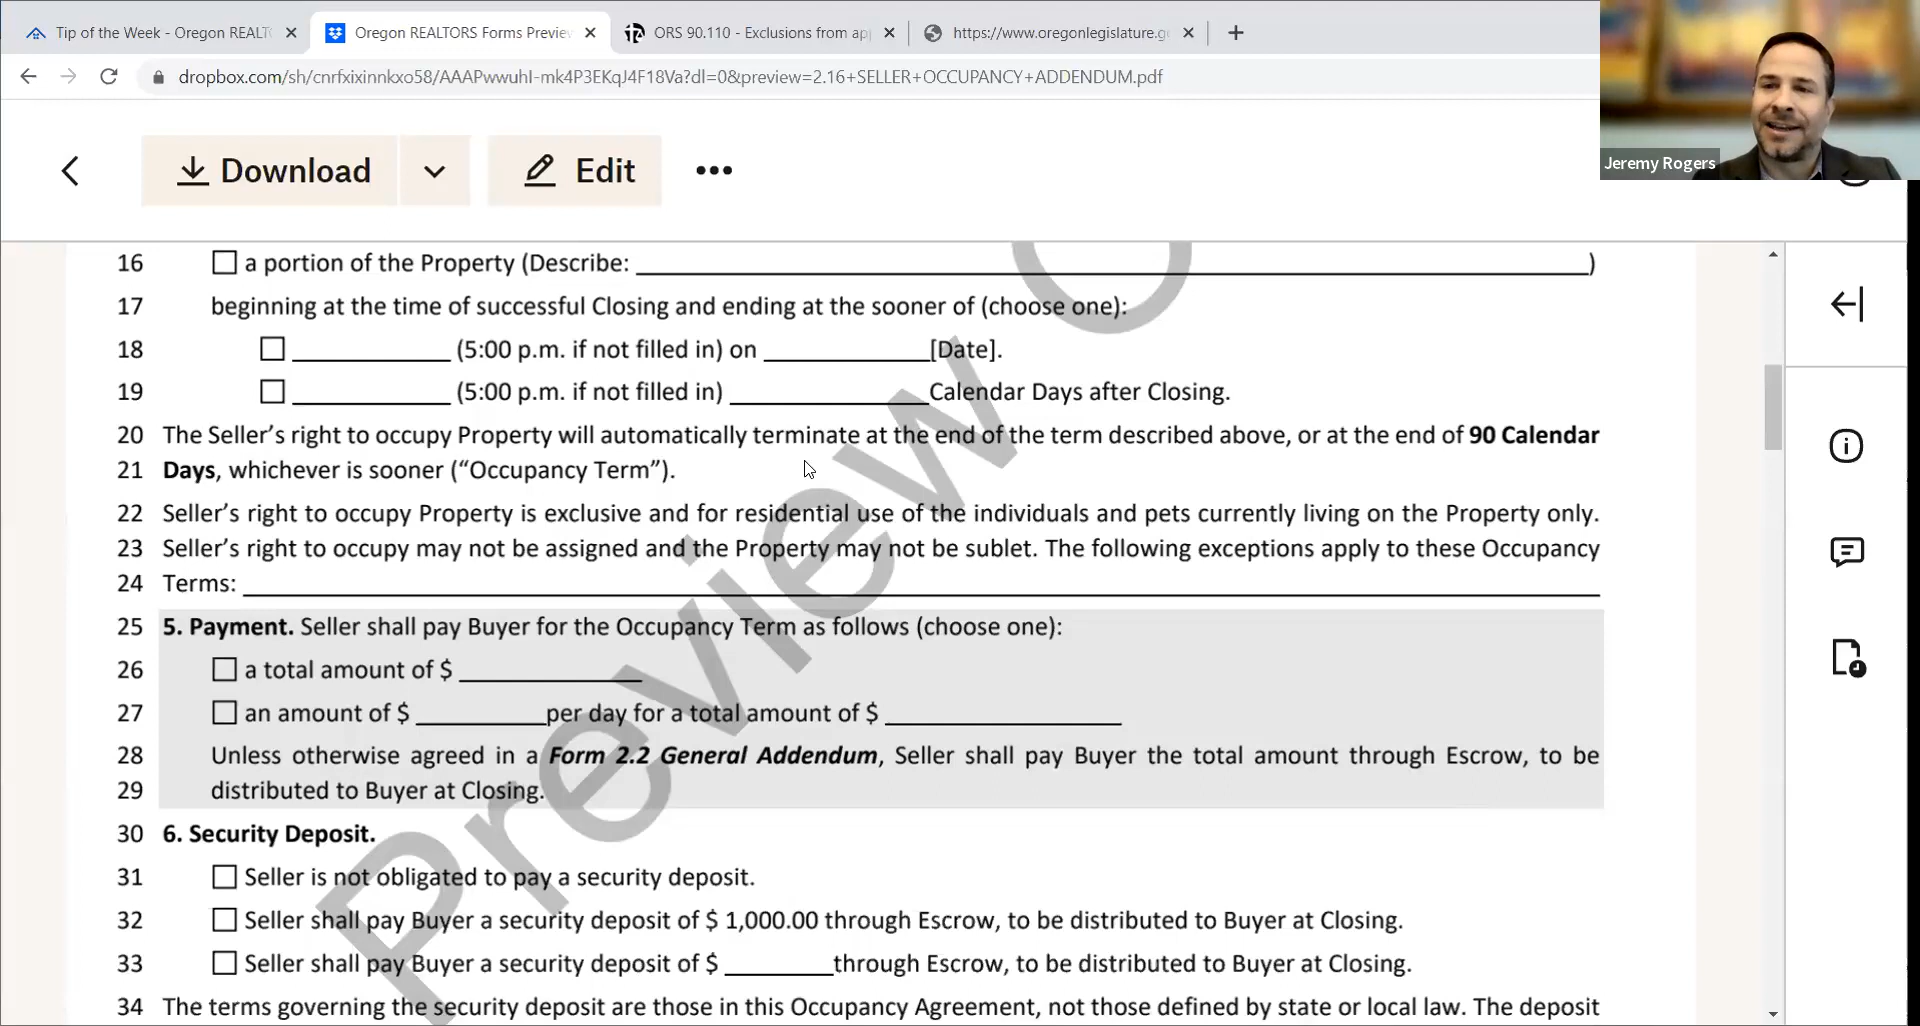 Tip of the Week - Oregon REALT
Oregon REALTORS Forms Preview
ORS 90.110 - Exclusions from ap
https://www.oregonlegislature.g
dropbox.com/sh/cnrfxixinnkxo58/AAAPwwuhI-mk4P3EKqJ4F18Va?dl=0&preview=2.16+SELLER+OCCUPANCY+ADDENDUM.pdf
Jeremy Rogers
Download
Edit
16 a portion of the Property (Describe: )
17 beginning at the time of successful Closing and ending at the sooner of (choose one):
18 (5:00 p.m. if not filled in) on [Date].
19 (5:00 p.m. if not filled in) Calendar Days after Closing.
20 The Seller’s right to occupy Property will automatically terminate at the end of the term described above, or at the end of 90 Calendar
21 Days, whichever is sooner (“Occupancy Term”).
22 Seller’s right to occupy Property is exclusive and for residential use of the individuals and pets currently living on the Property only.
23 Seller’s right to occupy may not be assigned and the Property may not be sublet. The following exceptions apply to these Occupancy
24 Terms:
25 5. Payment. Seller shall pay Buyer for the Occupancy Term as follows (choose one):
26 a total amount of $
27 an amount of $ per day for a total amount of $
28 Unless otherwise agreed in a Form 2.2 General Addendum, Seller shall pay Buyer the total amount through Escrow, to be
29 distributed to Buyer at Closing.
30 6. Security Deposit.
31 Seller is not obligated to pay a security deposit.
32 Seller shall pay Buyer a security deposit of $ 1,000.00 through Escrow, to be distributed to Buyer at Closing.
33 Seller shall pay Buyer a security deposit of $ through Escrow, to be distributed to Buyer at Closing.
34 The terms governing the security deposit are those in this Occupancy Agreement, not those defined by state or local law. The deposit
Preview